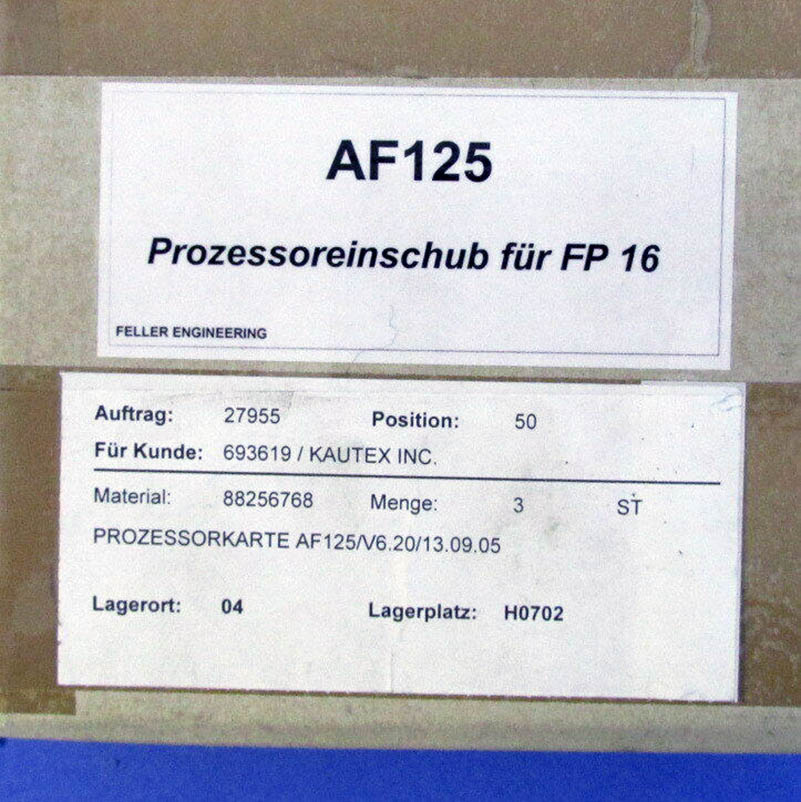 AF125
Prozessoreinschub für FP 16
FELLER ENGINEERING
Auftrag: 27955 Position: 50
Für Kunde: 693619 / KAUTEX INC.
Material: 88256768 Menge: 3 ST
PROZESSORKARTE AF125/V6.20/13.09.05
Lagerort: 04 Lagerplatz: H0702